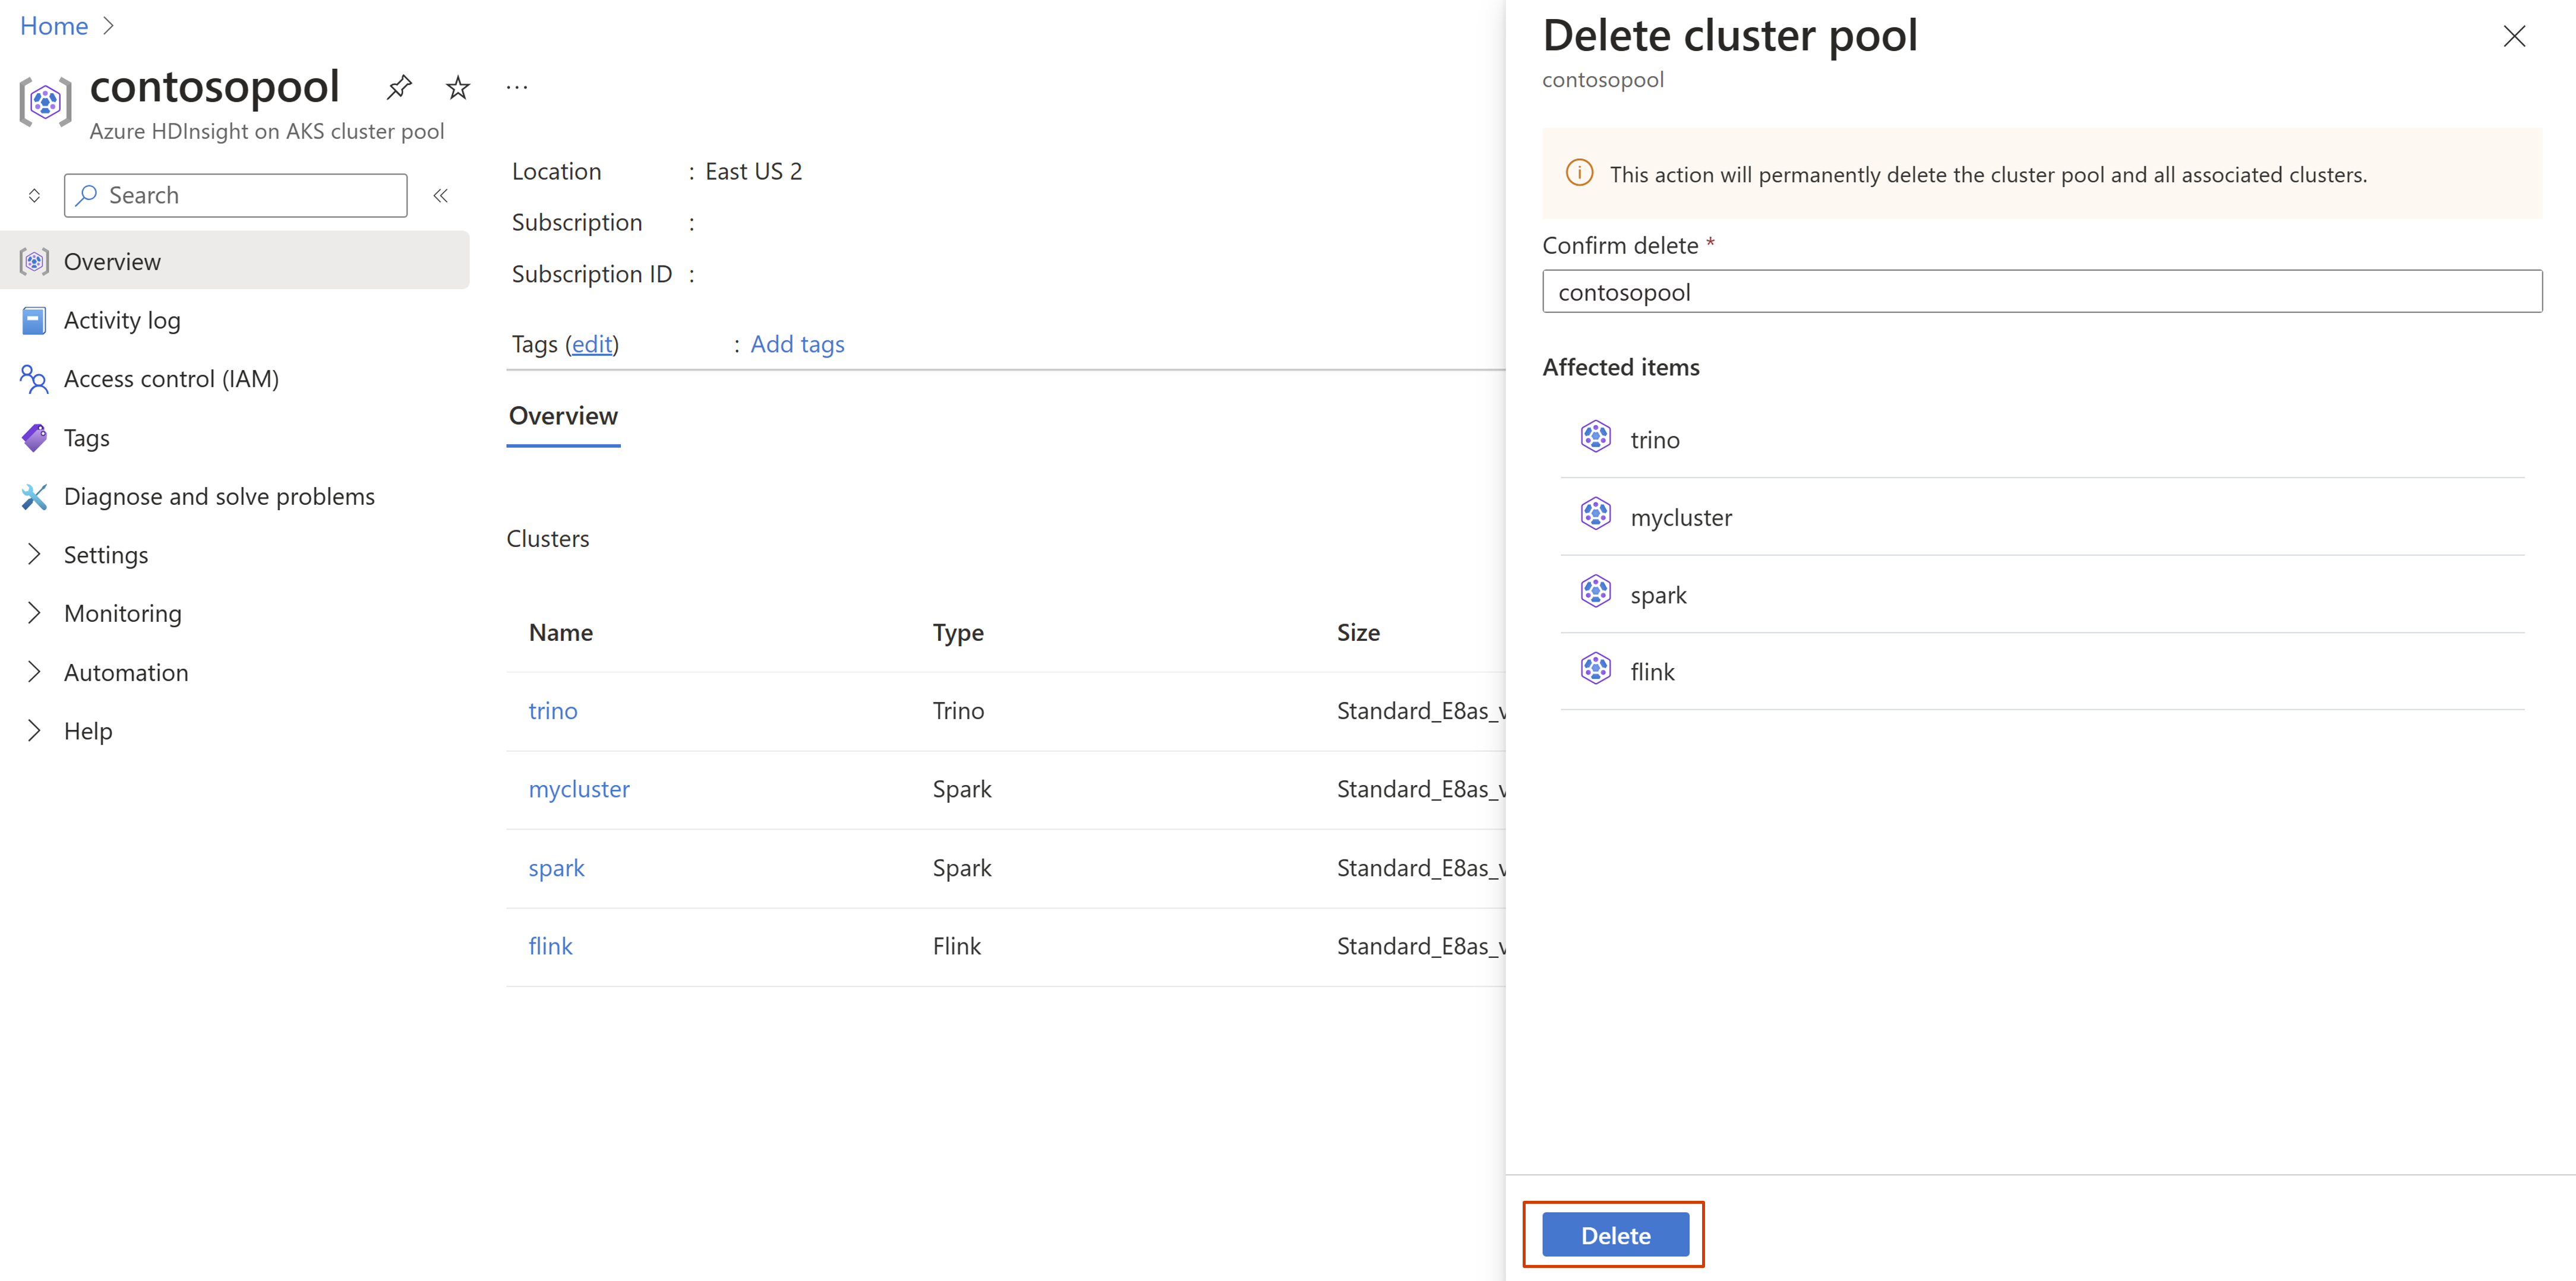 Home
contosopool
Azure HDInsight on AKS cluster pool
Search
Overview
Activity log
Access control (IAM)
Tags
Diagnose and solve problems
Settings
Monitoring
Automation
Help
Location : East US 2
Subscription :
Subscription ID :
Tags (edit) : Add tags
Overview
Clusters
Name Type Size
trino Trino Standard_E8as_v
mycluster Spark Standard_E8as_v
spark Spark Standard_E8as_v
flink Flink Standard_E8as_v
Delete cluster pool
contosopool
This action will permanently delete the cluster pool and all associated clusters.
Confirm delete *
contosopool
Affected items
trino
mycluster
spark
flink
Delete